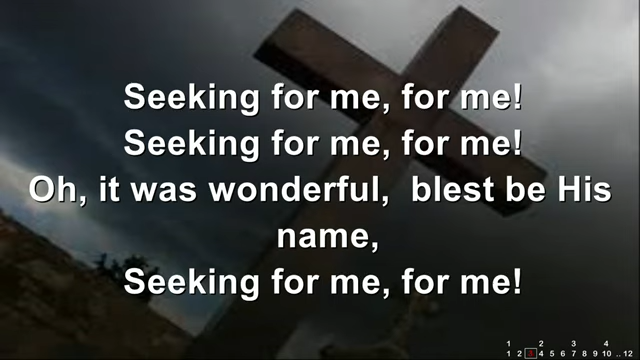 Seeking for me, for me!
Seeking for me, for me!
Oh, it was wonderful,  blest be His
name,
Seeking for me, for me!
1 2 3 4
1 2 3 4 5 6 7 8 9 10 .. 12